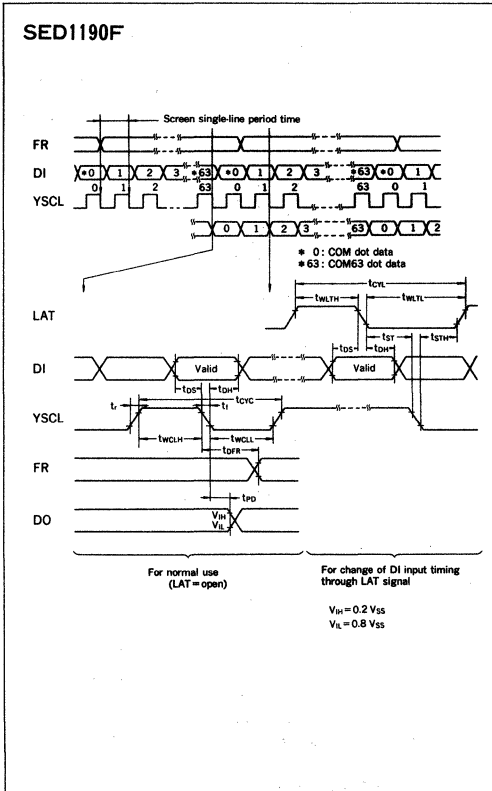 SED1190F
Screen single-line period time
FR
DI *0 1 2 3 *63 *0 1 2 3 *63 *0 1
0 1 2 63 0 1 2 63 0 1
YSCL
0 1 2 3 63 0 1 2
* 0: COM dot data
*63: COM63 dot data
tCYL
tWLTH tWLTL
LAT
tST tSTH
tDS tDH
DI Valid Valid
tDS tDH
tr tCYC tf
YSCL
tWCLH tWCLL
tDFR
FR
tPD
DO VIH
VIL
For normal use
(LAT=open)
For change of DI input timing
through LAT signal
VIH=0.2 VSS
VIL=0.8 VSS